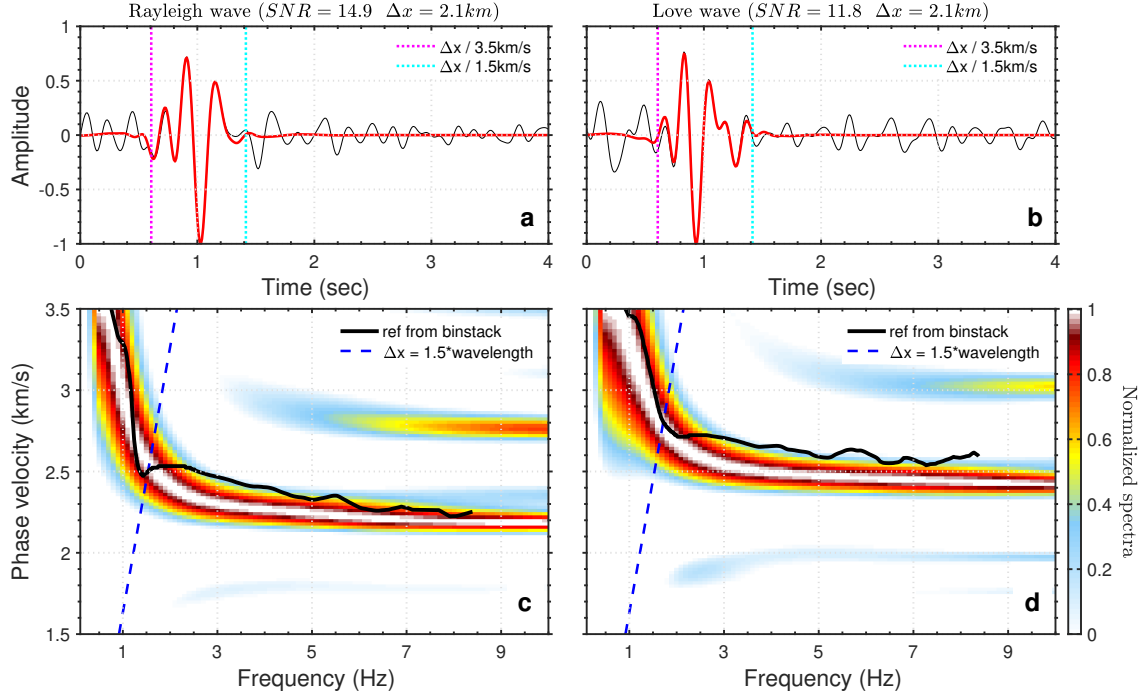 Rayleigh wave (SNR = 14.9 Δx = 2.1km)
Love wave (SNR = 11.8 Δx = 2.1km)
1
0.5
0
-0.5
-1
Amplitude
Δx / 3.5km/s
Δx / 1.5km/s
a
0 1 2 3 4
Time (sec)
Δx / 3.5km/s
Δx / 1.5km/s
b
0 1 2 3 4
Time (sec)
3.5
3
2.5
2
1.5
Phase velocity (km/s)
ref from binstack
Δx = 1.5*wavelength
c
1 3 5 7 9
Frequency (Hz)
ref from binstack
Δx = 1.5*wavelength
d
1 3 5 7 9
Frequency (Hz)
1
0.8
0.6
0.4
0.2
0
Normalized spectra